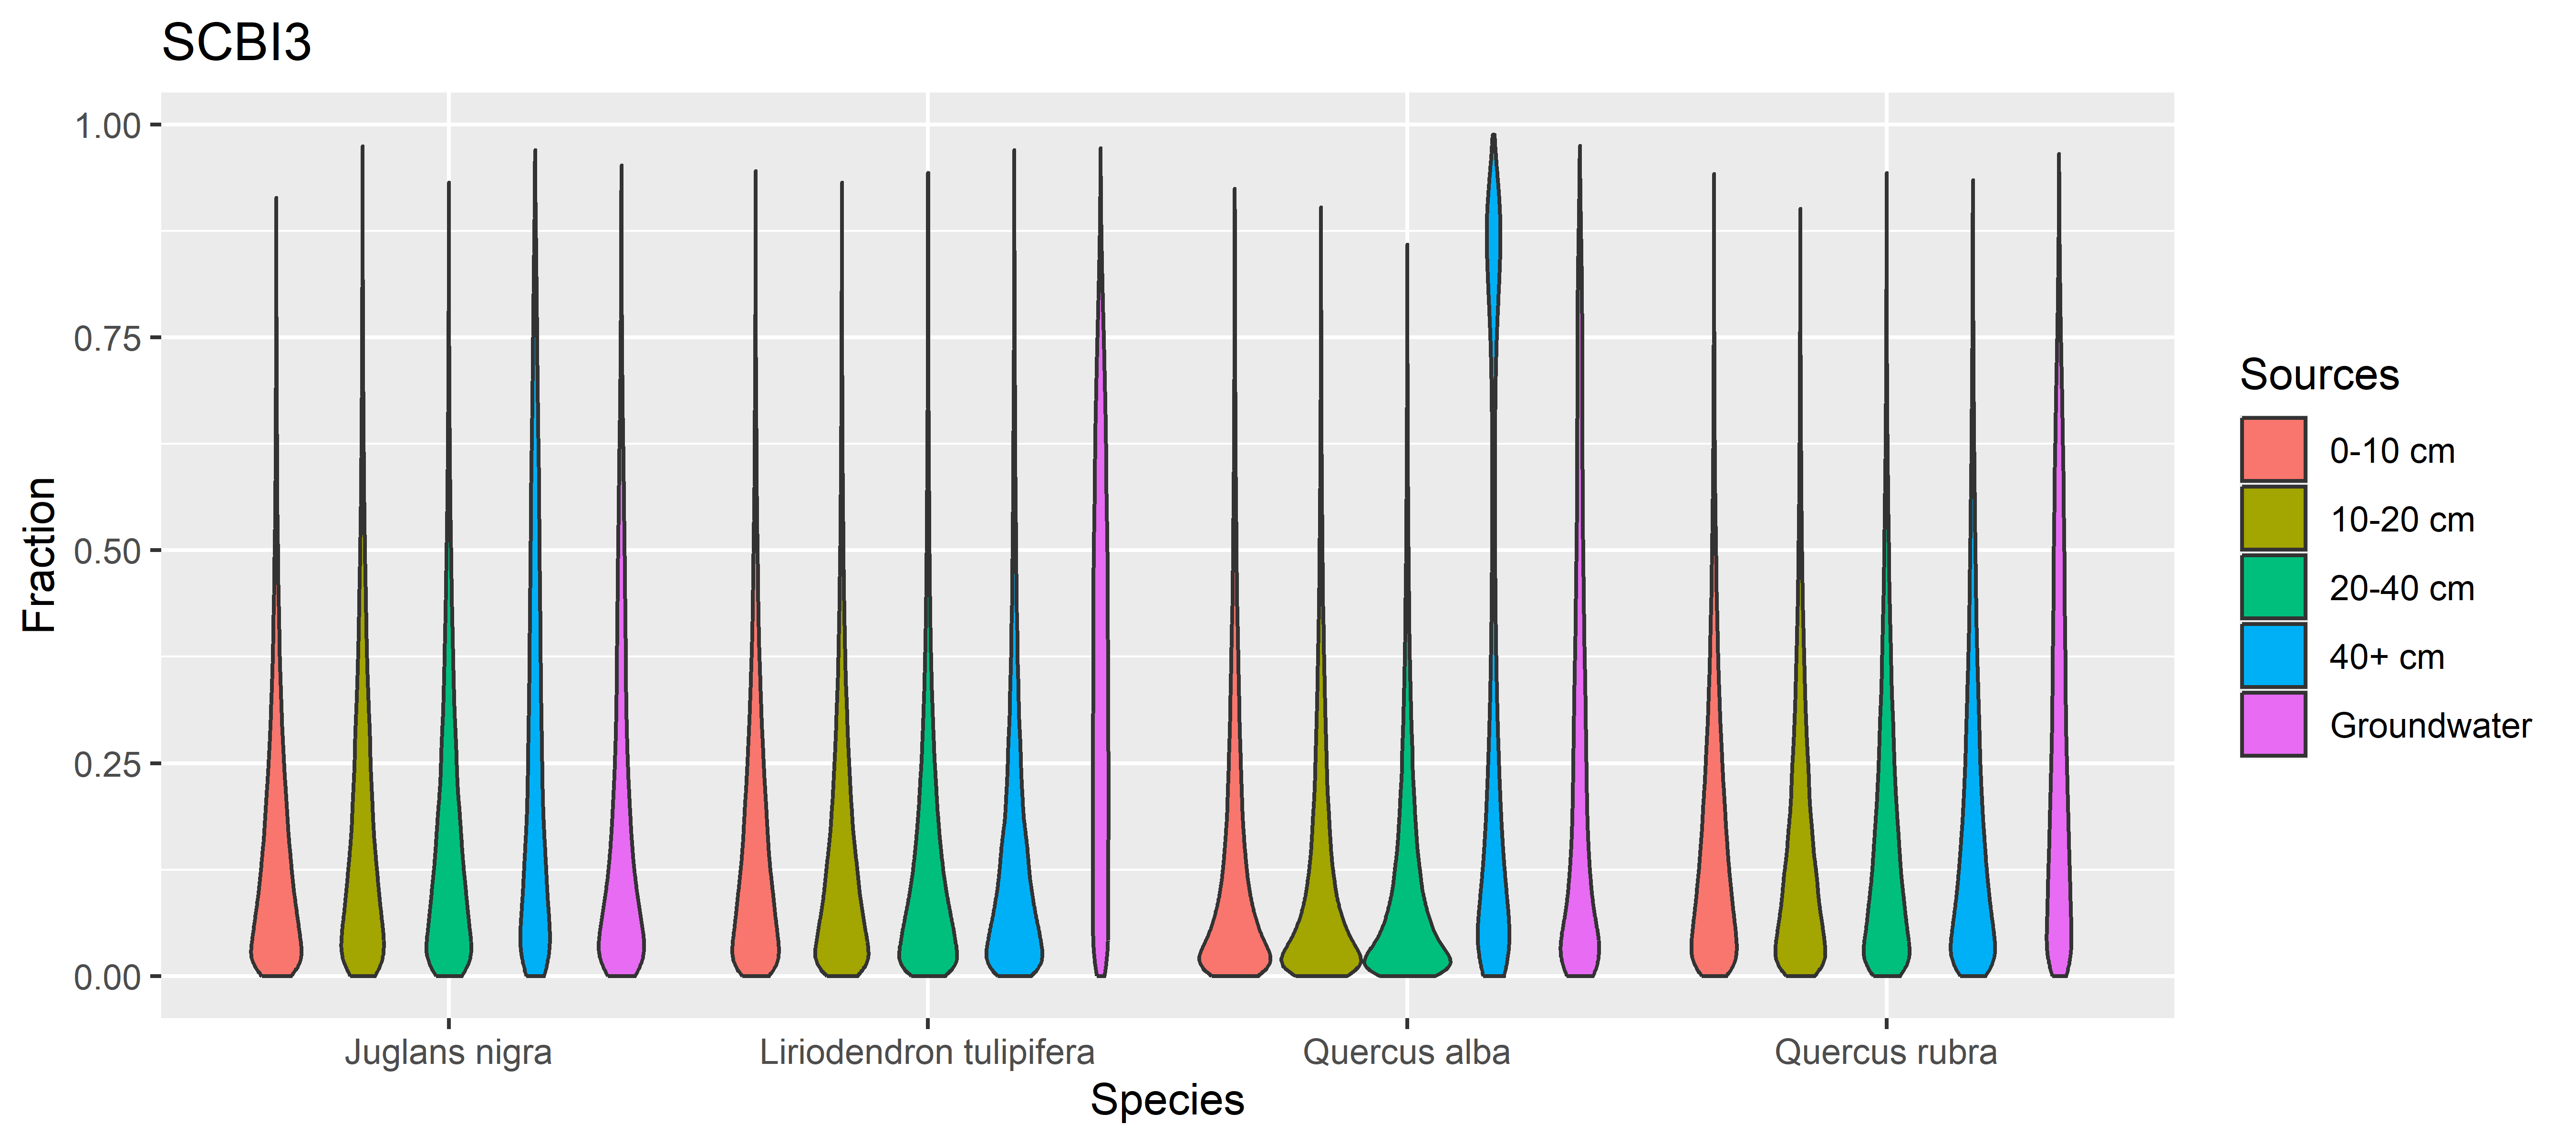 SCBI3
1.00
0.75
0.50
0.25
0.00
Fraction
Juglans nigra
Liriodendron tulipifera
Quercus alba
Quercus rubra
Species
Sources
0-10 cm
10-20 cm
20-40 cm
40+ cm
Groundwater